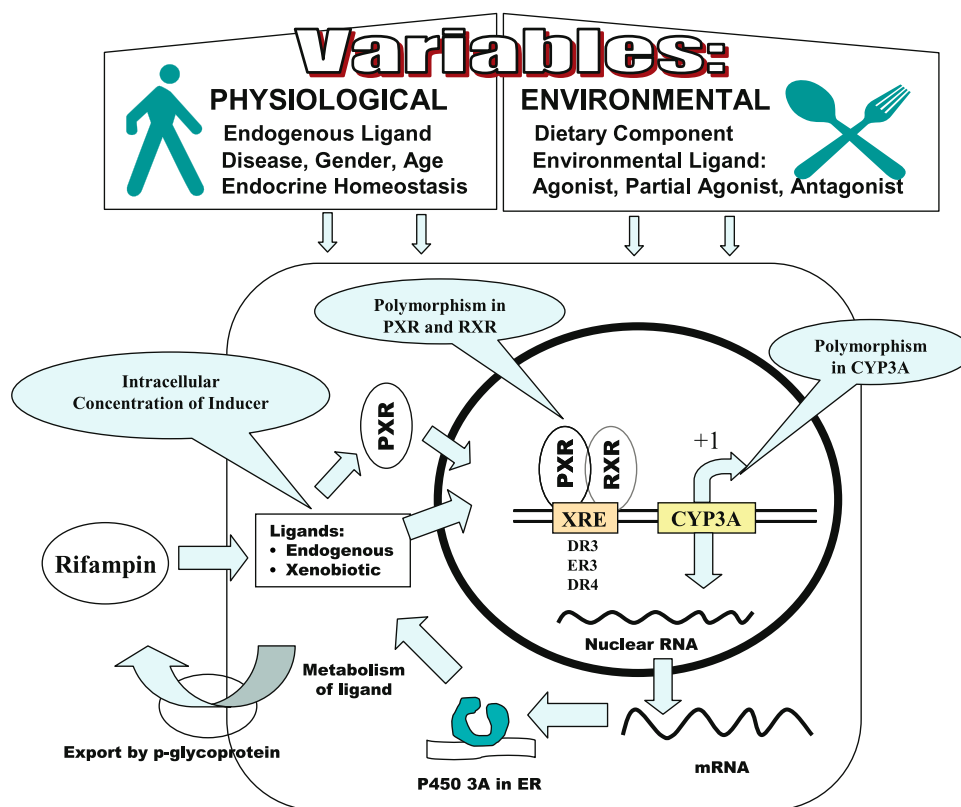 Variables:
PHYSIOLOGICAL
Endogenous Ligand
Disease, Gender, Age
Endocrine Homeostasis
ENVIRONMENTAL
Dietary Component
Environmental Ligand:
Agonist, Partial Agonist, Antagonist
Polymorphism in
PXR and RXR
Polymorphism
in CYP3A
Intracellular
Concentration of Inducer
PXR
PXR
RXR
+1
XRE
CYP3A
DR3
ER3
DR4
Ligands:
• Endogenous
• Xenobiotic
Rifampin
Nuclear RNA
Metabolism
of ligand
Export by p-glycoprotein
P450 3A in ER
mRNA